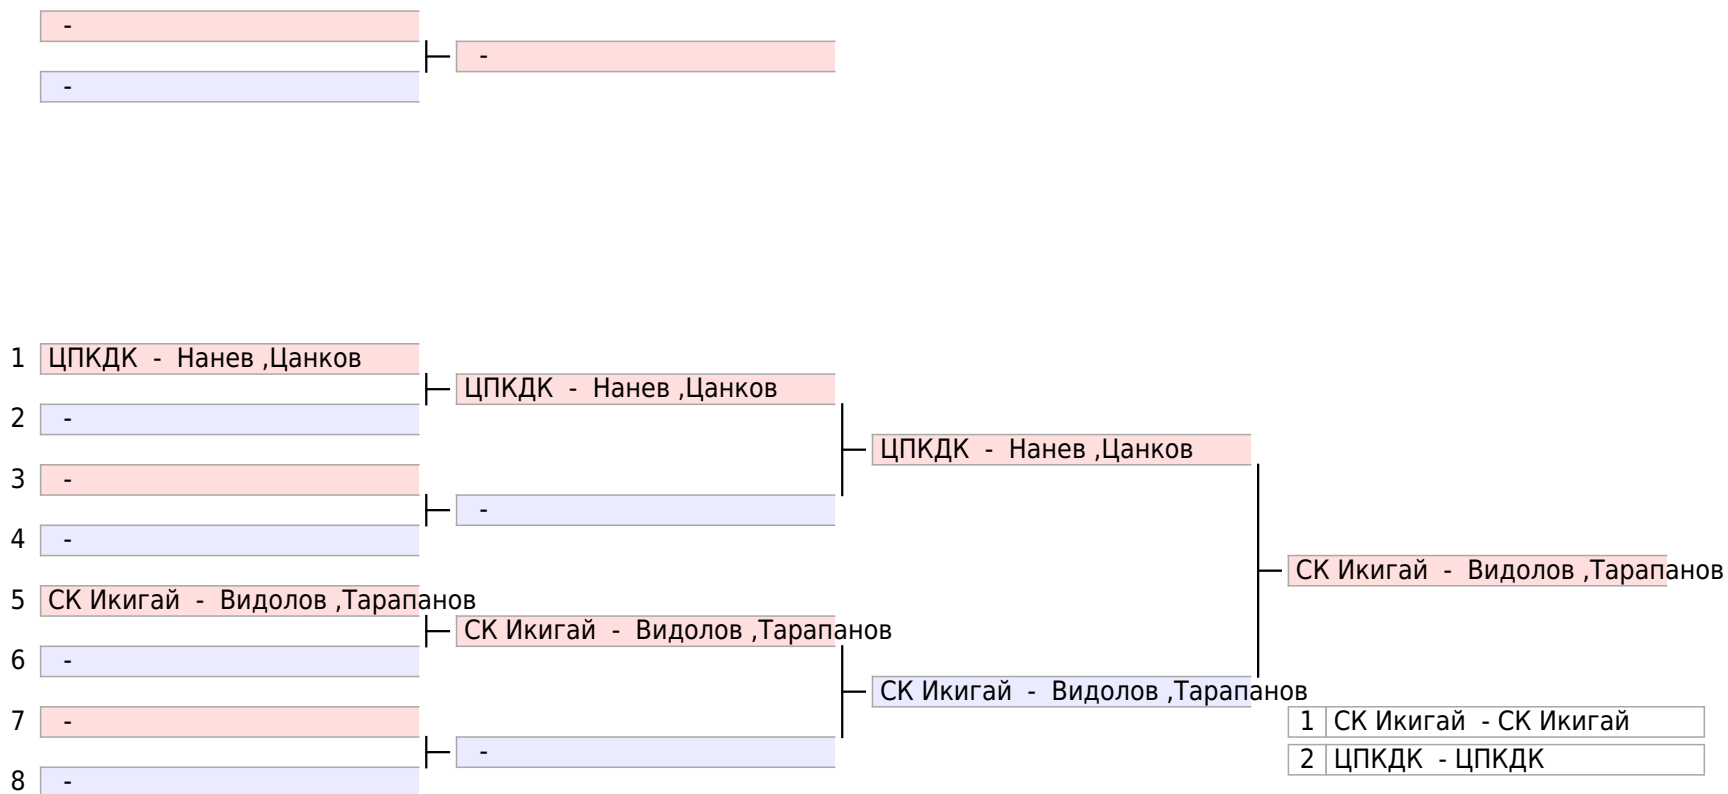 -
-
-
1 ЦПКДК - Нанев ,Цанков
ЦПКДК - Нанев ,Цанков
2 -
ЦПКДК - Нанев ,Цанков
3 -
-
4 -
СК Икигай - Видолов ,Тарапанов
5 СК Икигай - Видолов ,Тарапанов
СК Икигай - Видолов ,Тарапанов
6 -
СК Икигай - Видолов ,Тарапанов
7 -
1 СК Икигай - СК Икигай
-
2 ЦПКДК - ЦПКДК
8 -